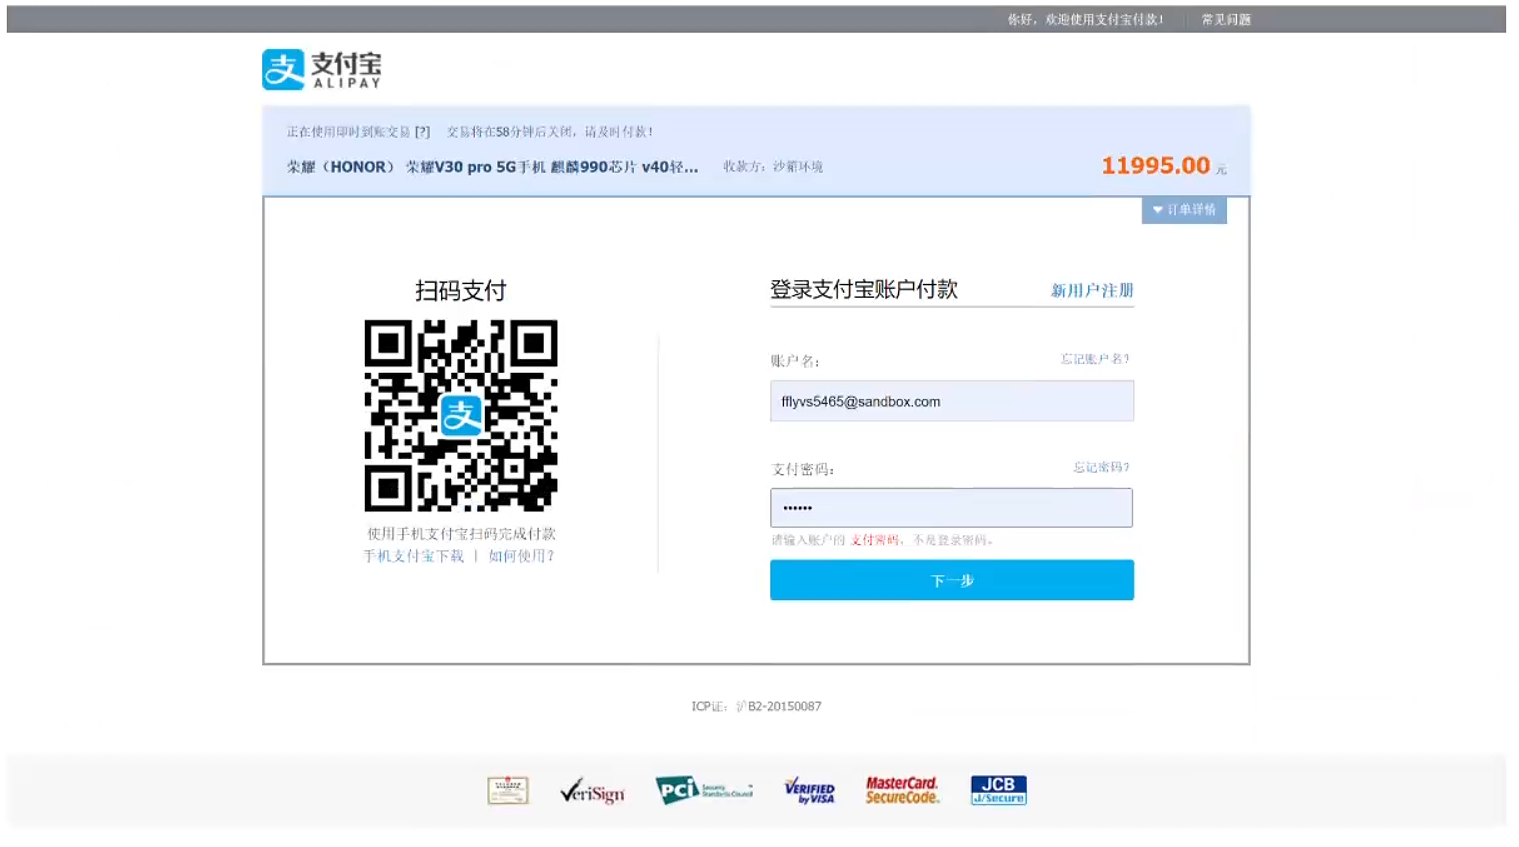 你好，欢迎使用支付宝付款！ 常见问题
支付宝
ALIPAY
正在使用即时到账交易 [?] 交易将在58分钟后关闭，请及时付款！
荣耀（HONOR） 荣耀V30 pro 5G手机 麒麟990芯片 v40轻... 收款方：沙箱环境 11995.00 元
订单详情
扫码支付
支
使用手机支付宝扫码完成付款
手机支付宝下载 | 如何使用？
登录支付宝账户付款 新用户注册
账户名： 忘记账户名？
fflyvs5465@sandbox.com
支付密码： 忘记密码？
••••••
请输入账户的 支付密码，不是登录密码。
下一步
ICP证：沪B2-20150087
VeriSign
PCI Security Standards Council
VERIFIED by VISA
MasterCard. SecureCode.
JCB J/Secure